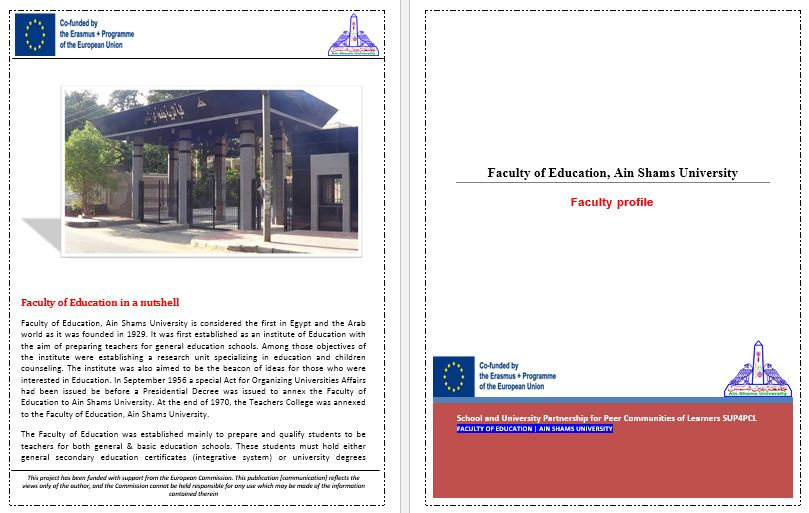 Co-funded by
the Erasmus + Programme
of the European Union
Ain Shams University
Faculty of Education in a nutshell
Faculty of Education, Ain Shams University is considered the first in Egypt and the Arab
world as it was founded in 1929. It was first established as an institute of Education with
the aim of preparing teachers for general education schools. Among those objectives of
the institute were establishing a research unit specializing in education and children
counseling. The institute was also aimed to be the beacon of ideas for those who were
interested in Education. In September 1956 a special Act for Organizing Universities Affairs
had been issued be before a Presidential Decree was issued to annex the Faculty of
Education to Ain Shams University. At the end of 1970, the Teachers College was annexed
to the Faculty of Education, Ain Shams University.
The Faculty of Education was established mainly to prepare and qualify students to be
teachers for both general & basic education schools. These students must hold either
general secondary education certificates (integrative system) or university degrees
This project has been funded with support from the European Commission. This publication [communication] reflects the
views only of the author, and the Commission cannot be held responsible for any use which may be made of the information
contained therein
Faculty of Education, Ain Shams University
Faculty profile
Co-funded by
the Erasmus + Programme
of the European Union
Ain Shams University
School and University Partnership for Peer Communities of Learners SUP4PCL
FACULTY OF EDUCATION | AIN SHAMS UNIVERSITY